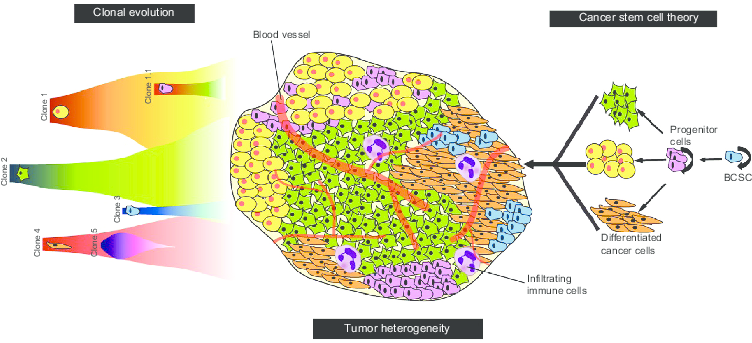 Clonal evolution
Cancer stem cell theory
Blood vessel
Clone 1
Clone 1.1
Clone 2
Clone 3
Clone 4
Clone 5
Progenitor
cells
BCSC
Differentiated
cancer cells
Infiltrating
immune cells
Tumor heterogeneity